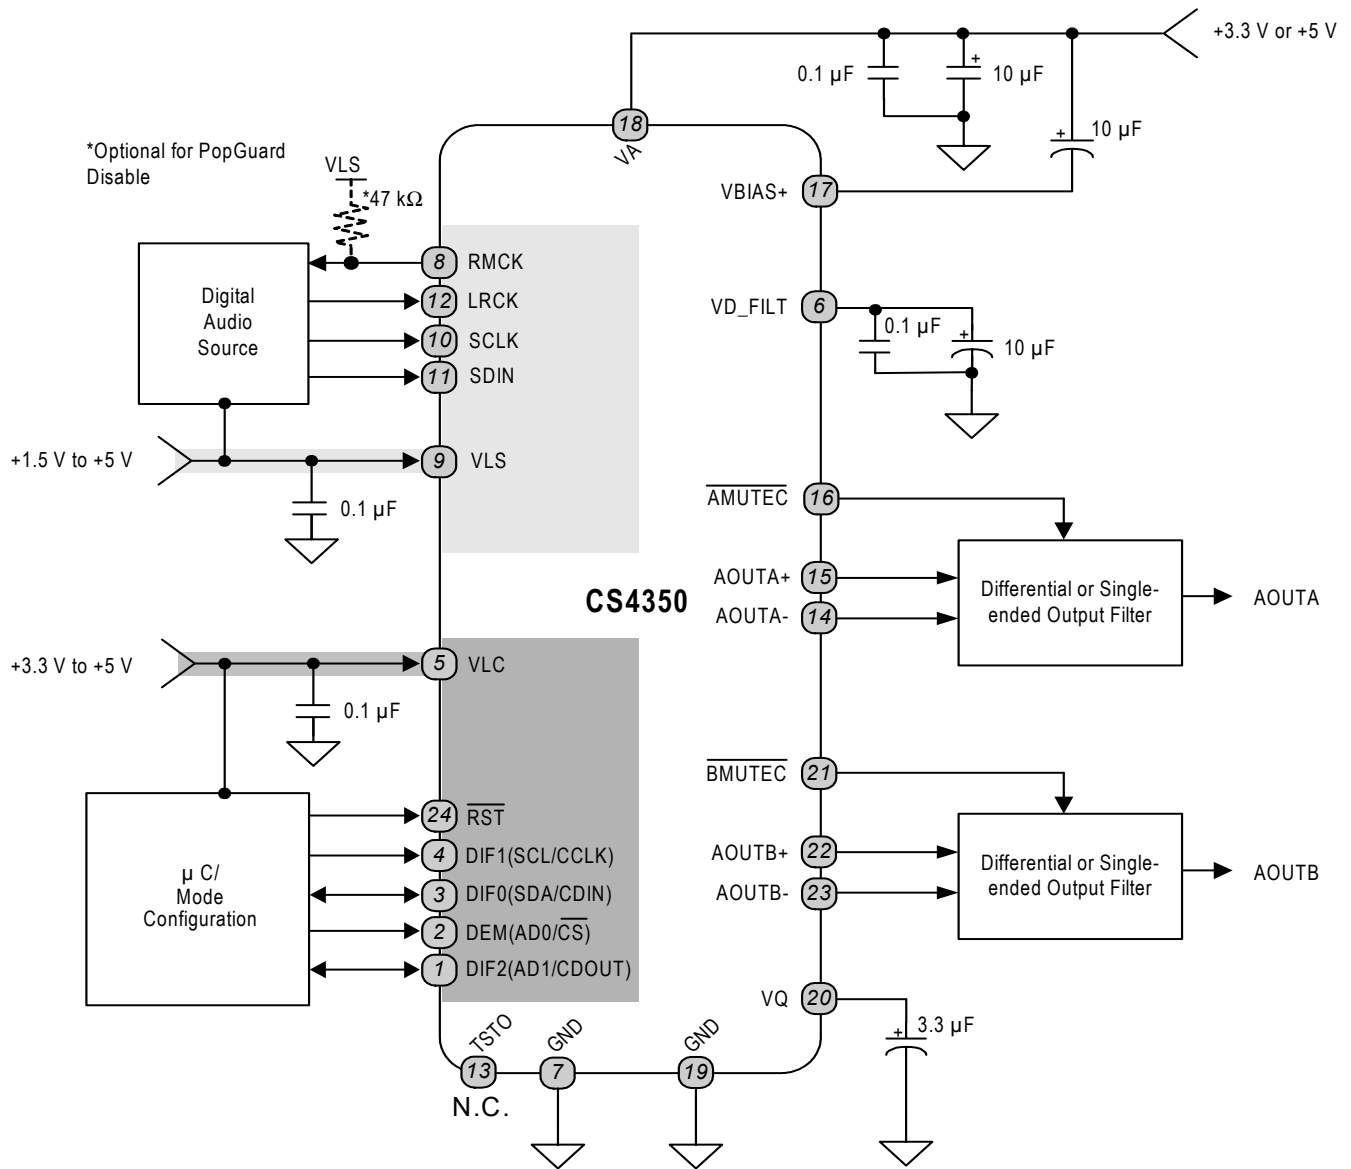 +3.3 V or +5 V
0.1 µF
+
10 µF
+
10 µF
18
VA
*Optional for PopGuard
Disable
VLS
*47 kΩ
VBIAS+
17
Digital
Audio
Source
8
RMCK
12
LRCK
10
SCLK
11
SDIN
VD_FILT
6
0.1 µF
+
10 µF
+1.5 V to +5 V
9
VLS
0.1 µF
AMUTEC
16
AOUTA+
15
AOUTA-
14
Differential or Single-
ended Output Filter
AOUTA
CS4350
+3.3 V to +5 V
5
VLC
0.1 µF
BMUTEC
21
AOUTB+
22
AOUTB-
23
Differential or Single-
ended Output Filter
AOUTB
µ C/
Mode
Configuration
24
RST
4
DIF1(SCL/CCLK)
3
DIF0(SDA/CDIN)
2
DEM(AD0/CS)
1
DIF2(AD1/CDOUT)
VQ
20
+
3.3 µF
TSTO
13
N.C.
GND
7
GND
19